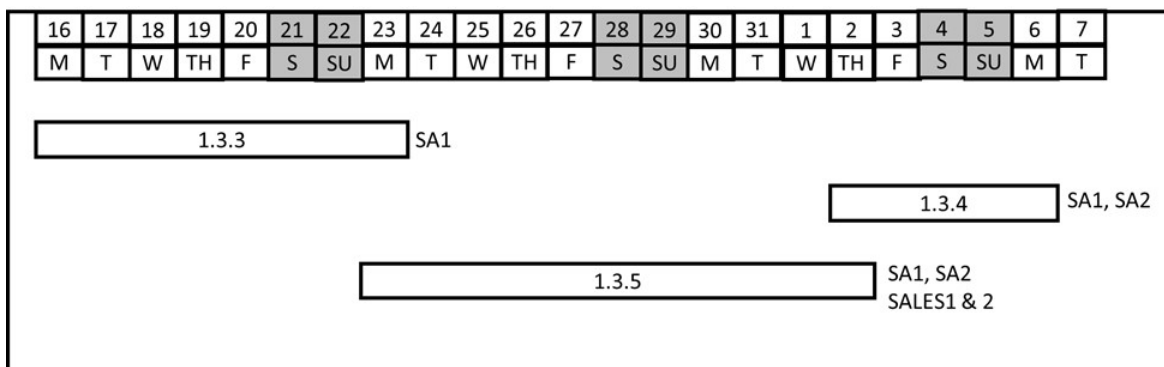 16 17 18 19 20 21 22 23 24 25 26 27 28 29 30 31 1 2 3 4 5 6 7
M T W TH F S SU M T W TH F S SU M T W TH F S SU M T
1.3.3 SA1
1.3.4 SA1, SA2
1.3.5 SA1, SA2
SALES1 & 2